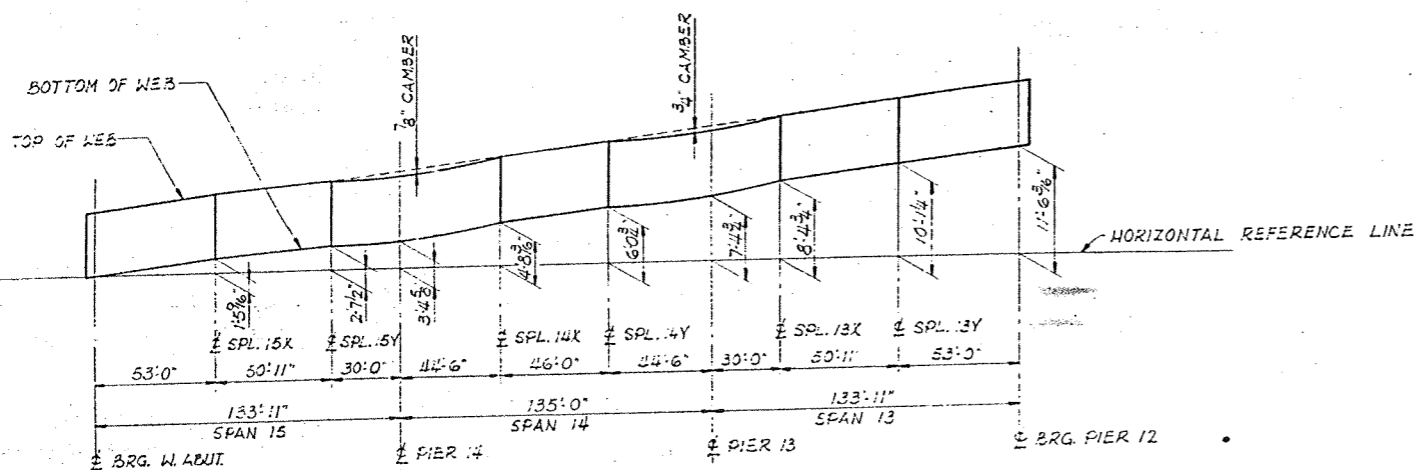 BOTTOM OF WEB
TOP OF WEB
7/8" CAMBER
3/4" CAMBER
HORIZONTAL REFERENCE LINE
1'-5 9/16"
2'-7 1/2"
3'-4 5/8"
4'-8 3/16"
6'-0 3/4"
7'-4 3/4"
8'-4 3/4"
10'-1/4"
11'-6 3/16"
℄ SPL. 15X
℄ SPL. 15Y
℄ SPL. 14X
℄ SPL. 14Y
℄ SPL. 13X
℄ SPL. 13Y
53'-0"
50'-11"
30'-0"
44'-6"
46'-0"
44'-6"
30'-0"
50'-11"
53'-0"
133'-11"
135'-0"
133'-11"
SPAN 15
SPAN 14
SPAN 13
℄ BRG. W. ABUT.
℄ PIER 14
℄ PIER 13
℄ BRG. PIER 12